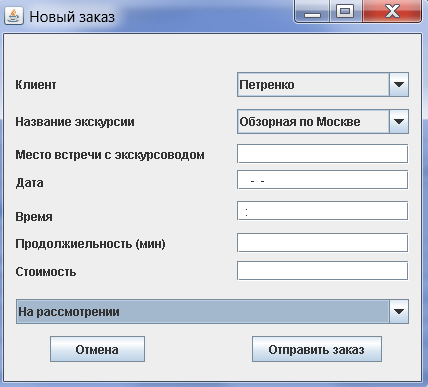 Новый заказ
Клиент Петренко
Название экскурсии Обзорная по Москве
Место встречи с экскурсоводом
Дата - -
Время :
Продолжиельность (мин)
Стоимость
На рассмотрении
Отмена Отправить заказ